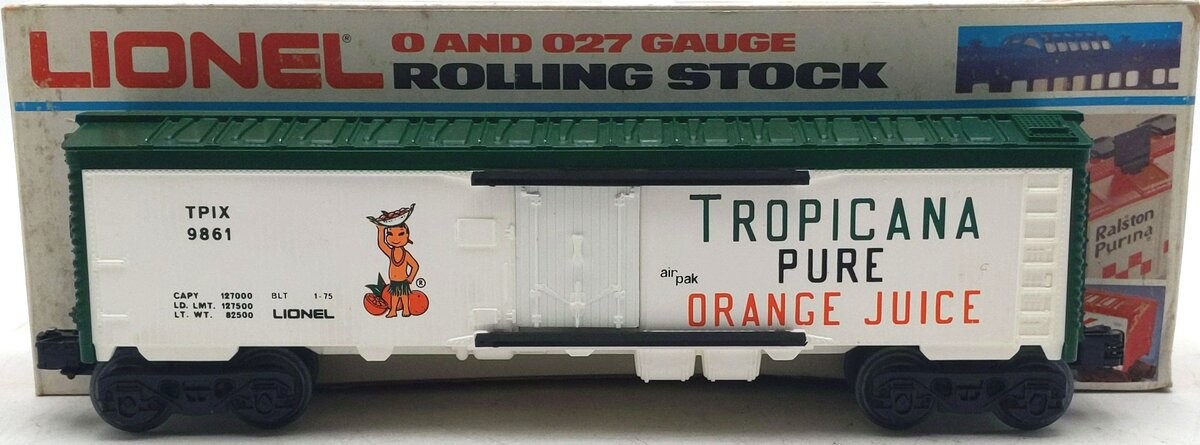 LIONEL®
O AND O27 GAUGE
ROLLING STOCK
TPIX
9861
CAPY 127000
LD. LMT. 127500
LT. WT. 82500
BLT 1-75
LIONEL
®
air pak
TROPICANA
PURE
ORANGE JUICE
Ralston
Purina